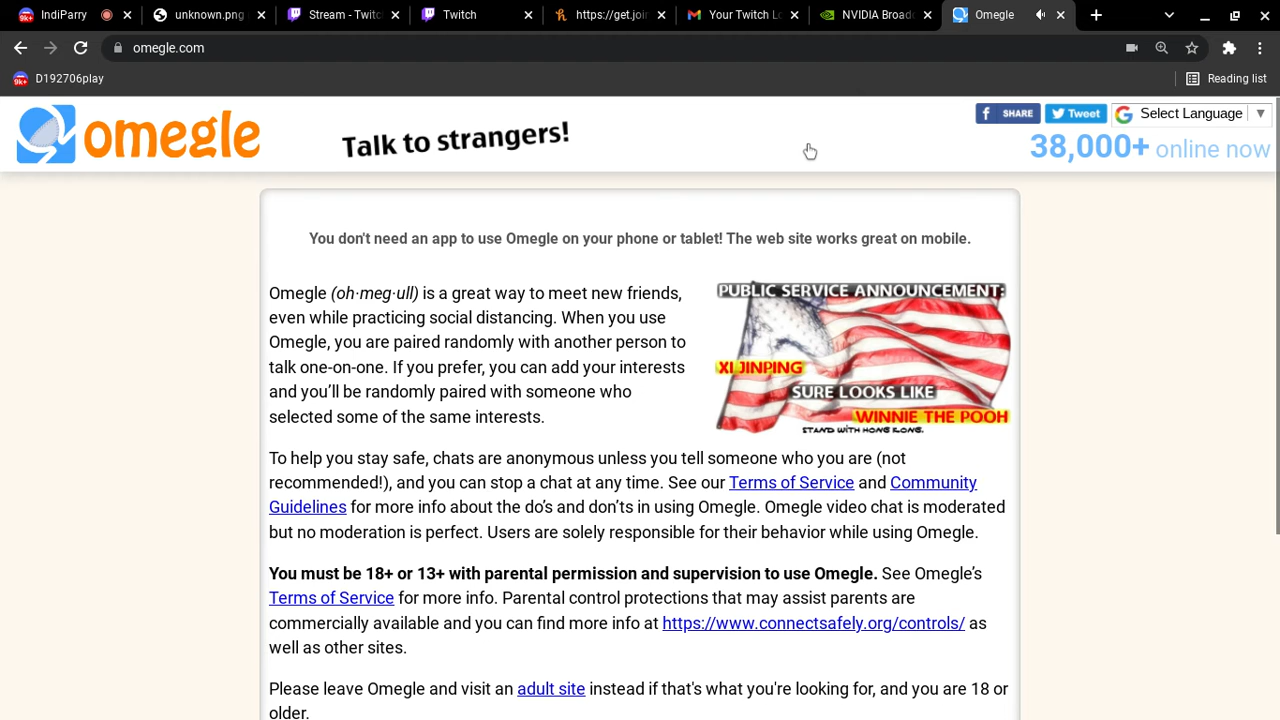 IndiParry
unknown.png
Stream - Twitc
Twitch
https://get.join
Your Twitch Lo
NVIDIA Broadc
Omegle
omegle.com
9k+ D192706play
Reading list
omegle
Talk to strangers!
SHARE
Tweet
Select Language ▼
38,000+ online now
You don't need an app to use Omegle on your phone or tablet! The web site works great on mobile.
Omegle (oh·meg·ull) is a great way to meet new friends,
even while practicing social distancing. When you use
Omegle, you are paired randomly with another person to
talk one-on-one. If you prefer, you can add your interests
and you’ll be randomly paired with someone who
selected some of the same interests.
PUBLIC SERVICE ANNOUNCEMENT:
XI JINPING
SURE LOOKS LIKE
WINNIE THE POOH
STAND WITH HONG KONG.
To help you stay safe, chats are anonymous unless you tell someone who you are (not
recommended!), and you can stop a chat at any time. See our Terms of Service and Community
Guidelines for more info about the do’s and don’ts in using Omegle. Omegle video chat is moderated
but no moderation is perfect. Users are solely responsible for their behavior while using Omegle.
You must be 18+ or 13+ with parental permission and supervision to use Omegle. See Omegle’s
Terms of Service for more info. Parental control protections that may assist parents are
commercially available and you can find more info at https://www.connectsafely.org/controls/ as
well as other sites.
Please leave Omegle and visit an adult site instead if that's what you're looking for, and you are 18 or
older.